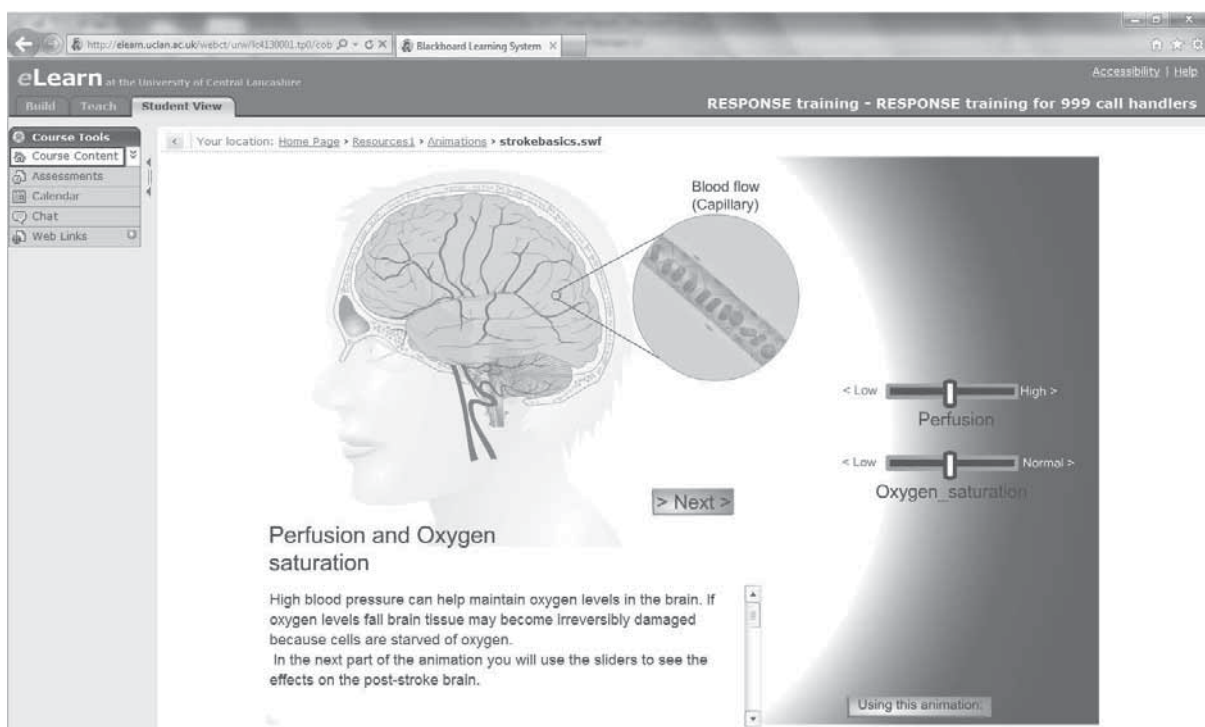 http://elearn.uclan.ac.uk/webct/urw/lc4130001.tp0/cob
Blackboard Learning System
eLearn at the University of Central Lancashire
Accessibility | Help
Build Teach Student View
RESPONSE training - RESPONSE training for 999 call handlers
Course Tools
Course Content
Assessments
Calendar
Chat
Web Links
Your location: Home Page › Resources1 › Animations › strokebasics.swf
Blood flow
(Capillary)
< Low High >
Perfusion
< Low Normal >
Oxygen_saturation
> Next >
Perfusion and Oxygen
saturation
High blood pressure can help maintain oxygen levels in the brain. If
oxygen levels fall brain tissue may become irreversibly damaged
because cells are starved of oxygen.
In the next part of the animation you will use the sliders to see the
effects on the post-stroke brain.
Using this animation: